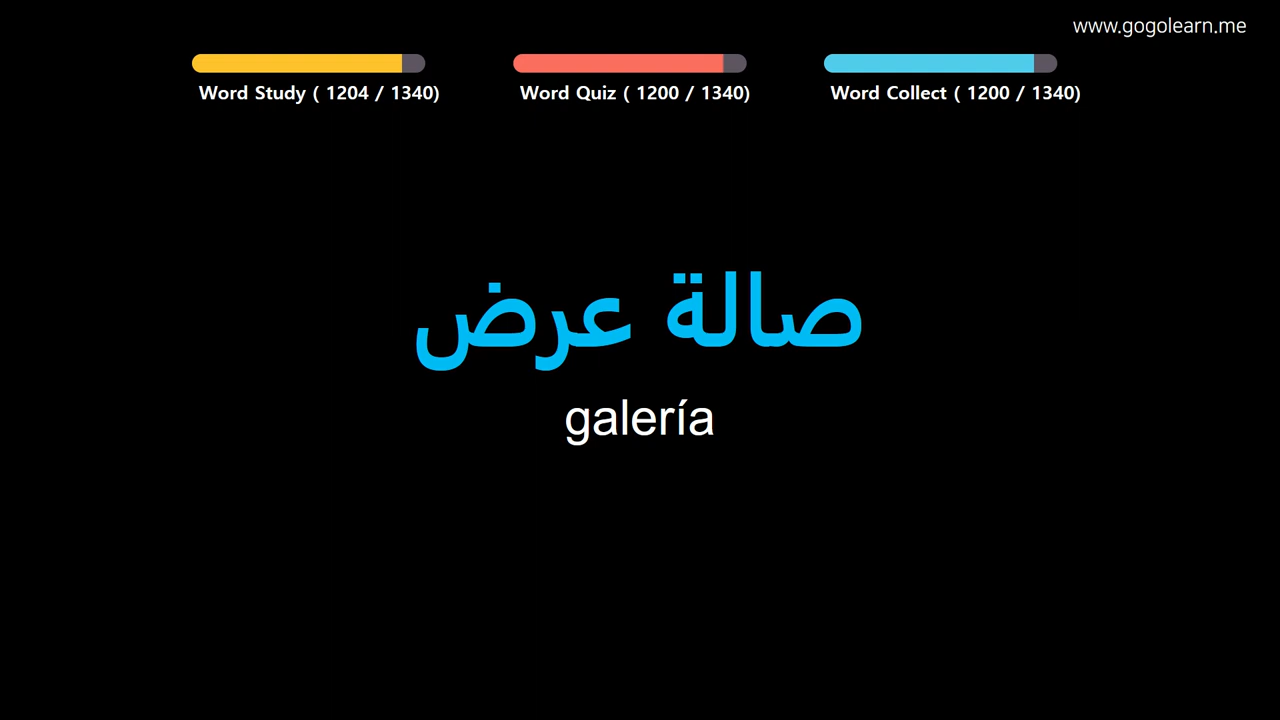 www.gogolearn.me
Word Study ( 1204 / 1340)
Word Quiz ( 1200 / 1340)
Word Collect ( 1200 / 1340)
صالة عرض
galería